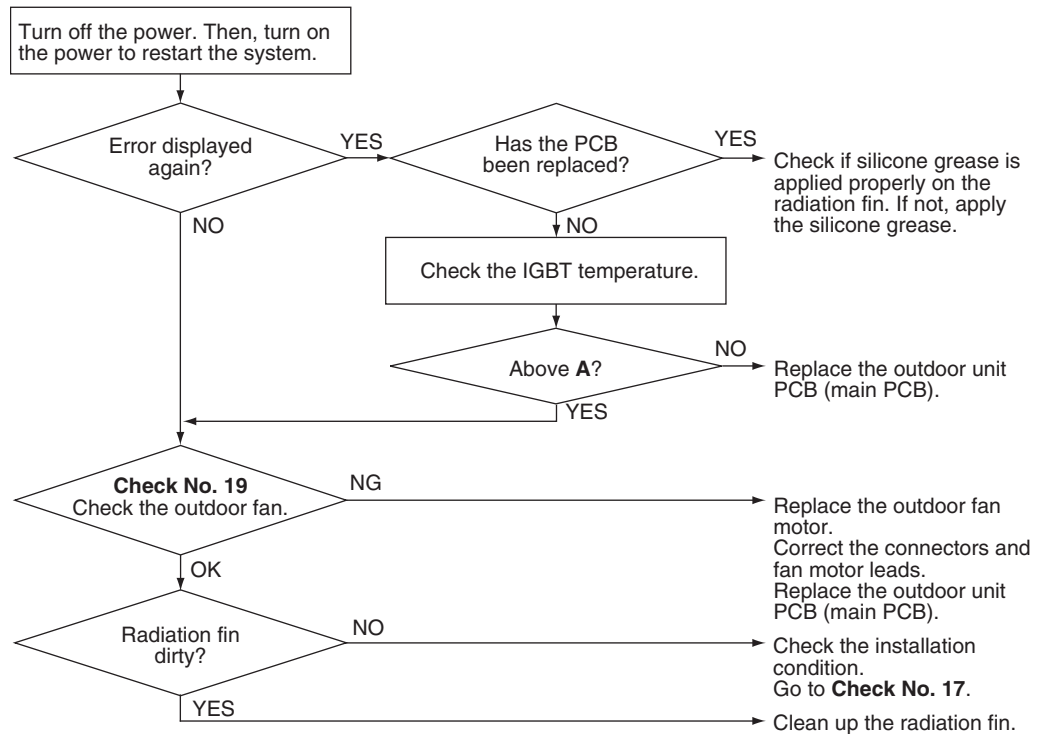 Turn off the power. Then, turn on
the power to restart the system.
Error displayed
again?
YES
Has the PCB
been replaced?
YES
Check if silicone grease is
applied properly on the
radiation fin. If not, apply
the silicone grease.
NO
NO
Check the IGBT temperature.
Above A?
NO
Replace the outdoor unit
PCB (main PCB).
YES
Check No. 19
Check the outdoor fan.
NG
Replace the outdoor fan
motor.
Correct the connectors and
fan motor leads.
Replace the outdoor unit
PCB (main PCB).
OK
Radiation fin
dirty?
NO
Check the installation
condition.
Go to Check No. 17.
YES
Clean up the radiation fin.